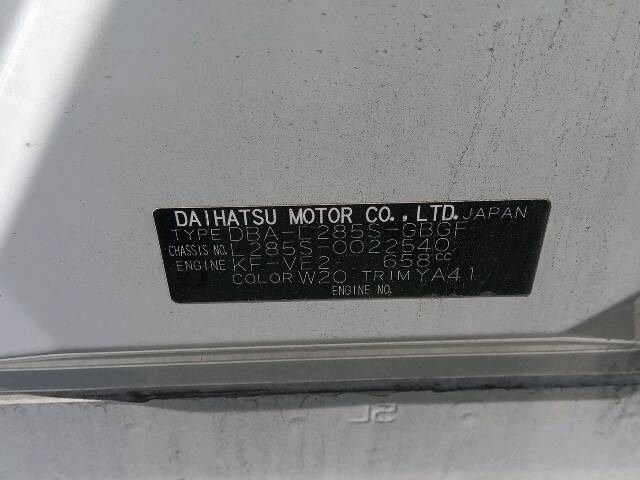 DAIHATSU MOTOR CO., LTD. JAPAN
TYPE DBA-L285S-GBGF
CHASSIS NO. L285S-0022540
ENGINE KF-VE2 658cc
COLOR W20 TRIM YA41
ENGINE NO.